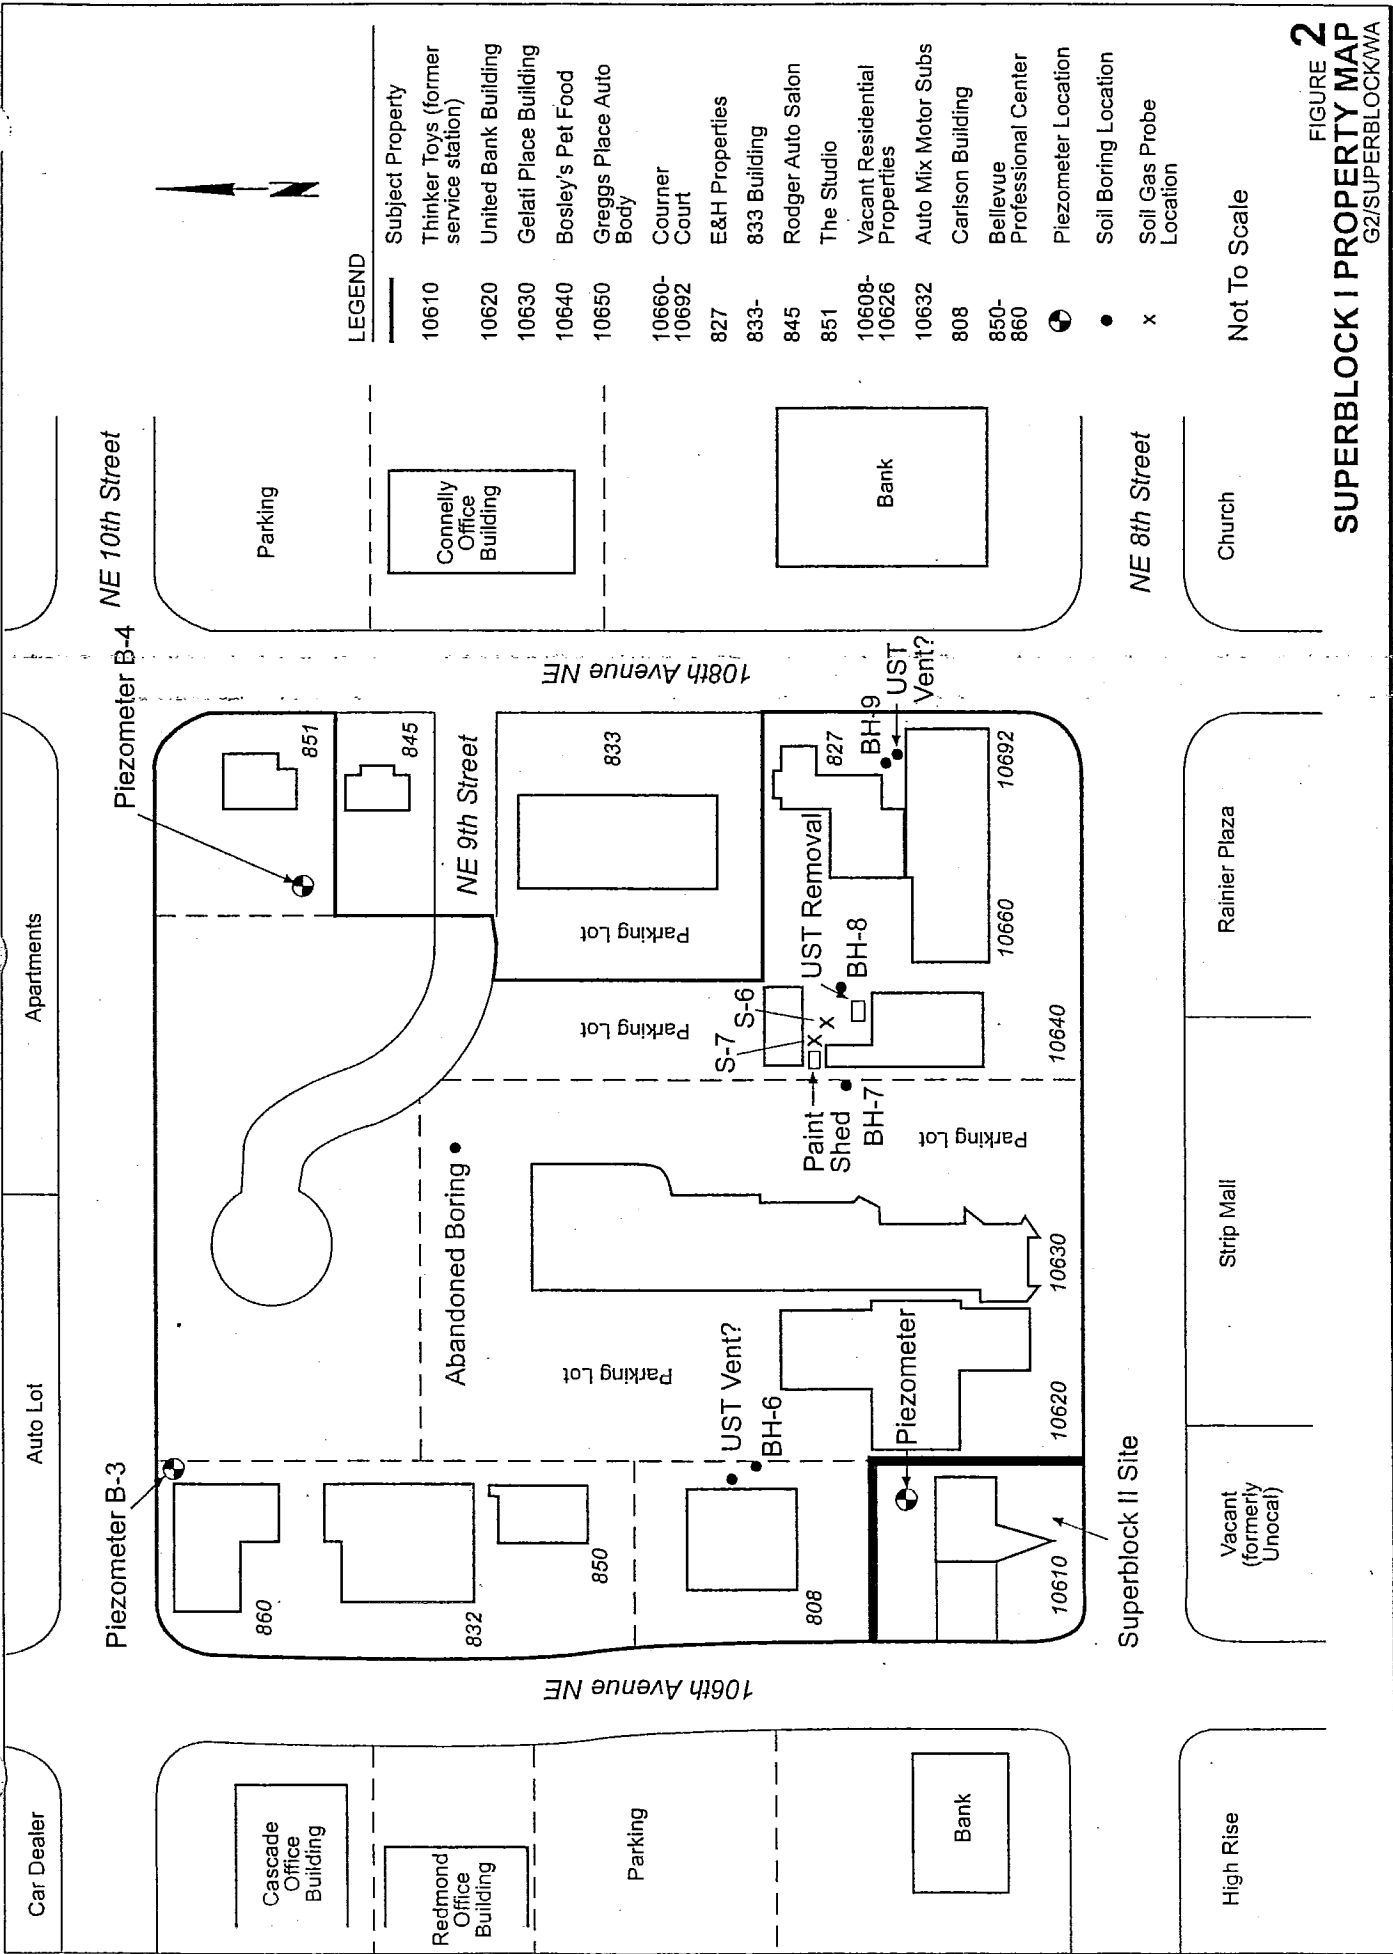 Car Dealer
Auto Lot
Apartments
NE 10th Street
Piezometer B-3
Piezometer B-4
Cascade
Office
Building
Redmond
Office
Building
Parking
Bank
High Rise
106th Avenue NE
860
832
850
808
10610
Superblock II Site
Vacant
(formerly
Unocal)
Abandoned Boring
Parking Lot
UST Vent?
BH-6
Piezometer
10620
10630
Strip Mall
Paint
Shed
BH-7
Parking Lot
S-7
S-6
Parking Lot
Parking Lot
UST Removal
BH-8
10640
10660
Rainier Plaza
851
845
NE 9th Street
833
827
BH-9
UST
Vent?
10692
108th Avenue NE
Parking
Connelly
Office
Building
Bank
NE 8th Street
Church
LEGEND
Subject Property
10610 Thinker Toys (former
service station)
10620 United Bank Building
10630 Gelati Place Building
10640 Bosley's Pet Food
10650 Greggs Place Auto
Body
10660- Courner
10692 Court
827 E&H Properties
833- 833 Building
845 Rodger Auto Salon
851 The Studio
10608- Vacant Residential
10626 Properties
10632 Auto Mix Motor Subs
808 Carlson Building
850- Bellevue
860 Professional Center
Piezometer Location
Soil Boring Location
x Soil Gas Probe
Location
N
Not To Scale
FIGURE 2
SUPERBLOCK I PROPERTY MAP
G2/SUPERBLOCK/WA